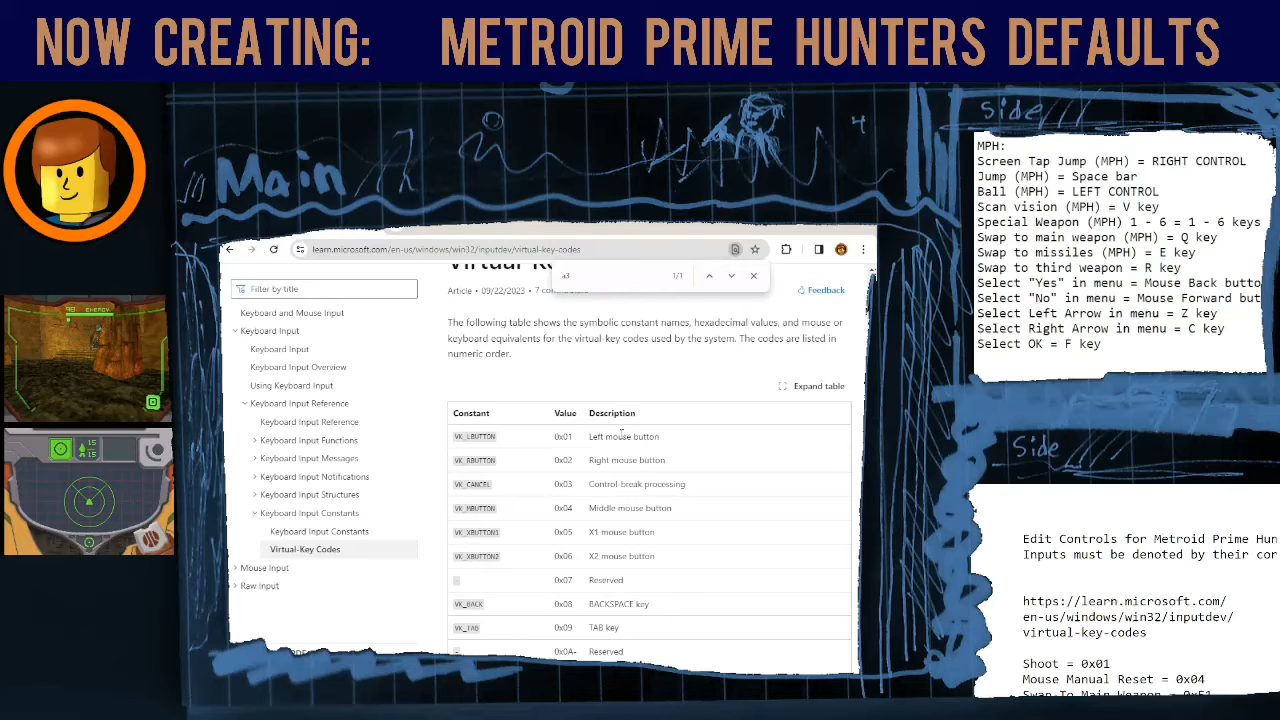 NOW CREATING: METROID PRIME HUNTERS DEFAULTS
98 ENERGY
15
15
Main
4
learn.microsoft.com/en-us/windows/win32/inputdev/virtual-key-codes
a3 1/1
Filter by title
Keyboard and Mouse Input
Keyboard Input
Keyboard Input
Keyboard Input Overview
Using Keyboard Input
Keyboard Input Reference
Keyboard Input Reference
Keyboard Input Functions
Keyboard Input Messages
Keyboard Input Notifications
Keyboard Input Structures
Keyboard Input Constants
Keyboard Input Constants
Virtual-Key Codes
Mouse Input
Raw Input
Article • 09/22/2023 • 7
Feedback
The following table shows the symbolic constant names, hexadecimal values, and mouse or
keyboard equivalents for the virtual-key codes used by the system. The codes are listed in
numeric order.
Expand table
Constant Value Description
VK_LBUTTON 0x01 Left mouse button
VK_RBUTTON 0x02 Right mouse button
VK_CANCEL 0x03 Control-break processing
VK_MBUTTON 0x04 Middle mouse button
VK_XBUTTON1 0x05 X1 mouse button
VK_XBUTTON2 0x06 X2 mouse button
- 0x07 Reserved
VK_BACK 0x08 BACKSPACE key
VK_TAB 0x09 TAB key
- 0x0A- Reserved
Side
MPH:
Screen Tap Jump (MPH) = RIGHT CONTROL
Jump (MPH) = Space bar
Ball (MPH) = LEFT CONTROL
Scan vision (MPH) = V key
Special Weapon (MPH) 1 - 6 = 1 - 6 keys
Swap to main weapon (MPH) = Q key
Swap to missiles (MPH) = E key
Swap to third weapon = R key
Select "Yes" in menu = Mouse Back butto
Select "No" in menu = Mouse Forward but
Select Left Arrow in menu = Z key
Select Right Arrow in menu = C key
Select OK = F key
Side
Edit Controls for Metroid Prime Hun
Inputs must be denoted by their cor
https://learn.microsoft.com/
en-us/windows/win32/inputdev/
virtual-key-codes
Shoot = 0x01
Mouse Manual Reset = 0x04
Swap To Main Weapon = 0x51